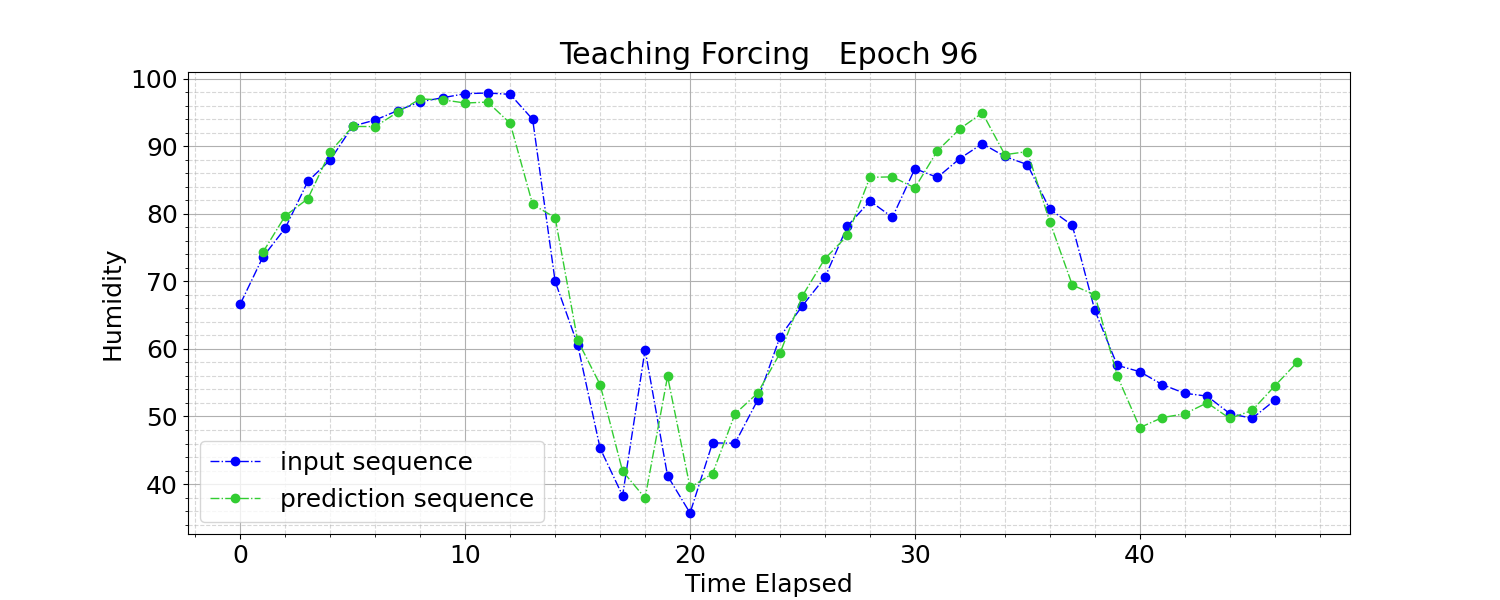 Teaching Forcing   Epoch 96
100
90
80
70
60
50
40
Humidity
input sequence
prediction sequence
0 10 20 30 40
Time Elapsed